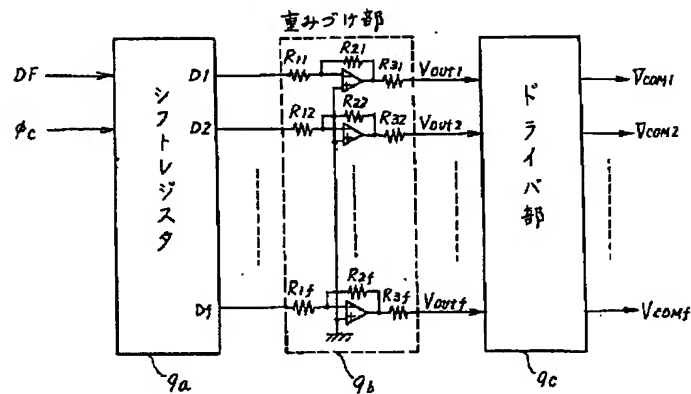 重みづけ部
DF
φc
シフトレジスタ
D1
D2
Df
R11
R21
R31
VOUT1
R12
R22
R32
VOUT2
R1f
R2f
R3f
VOUTf
ドライバ部
VCOM1
VCOM2
VCOMf
9a
9b
9c